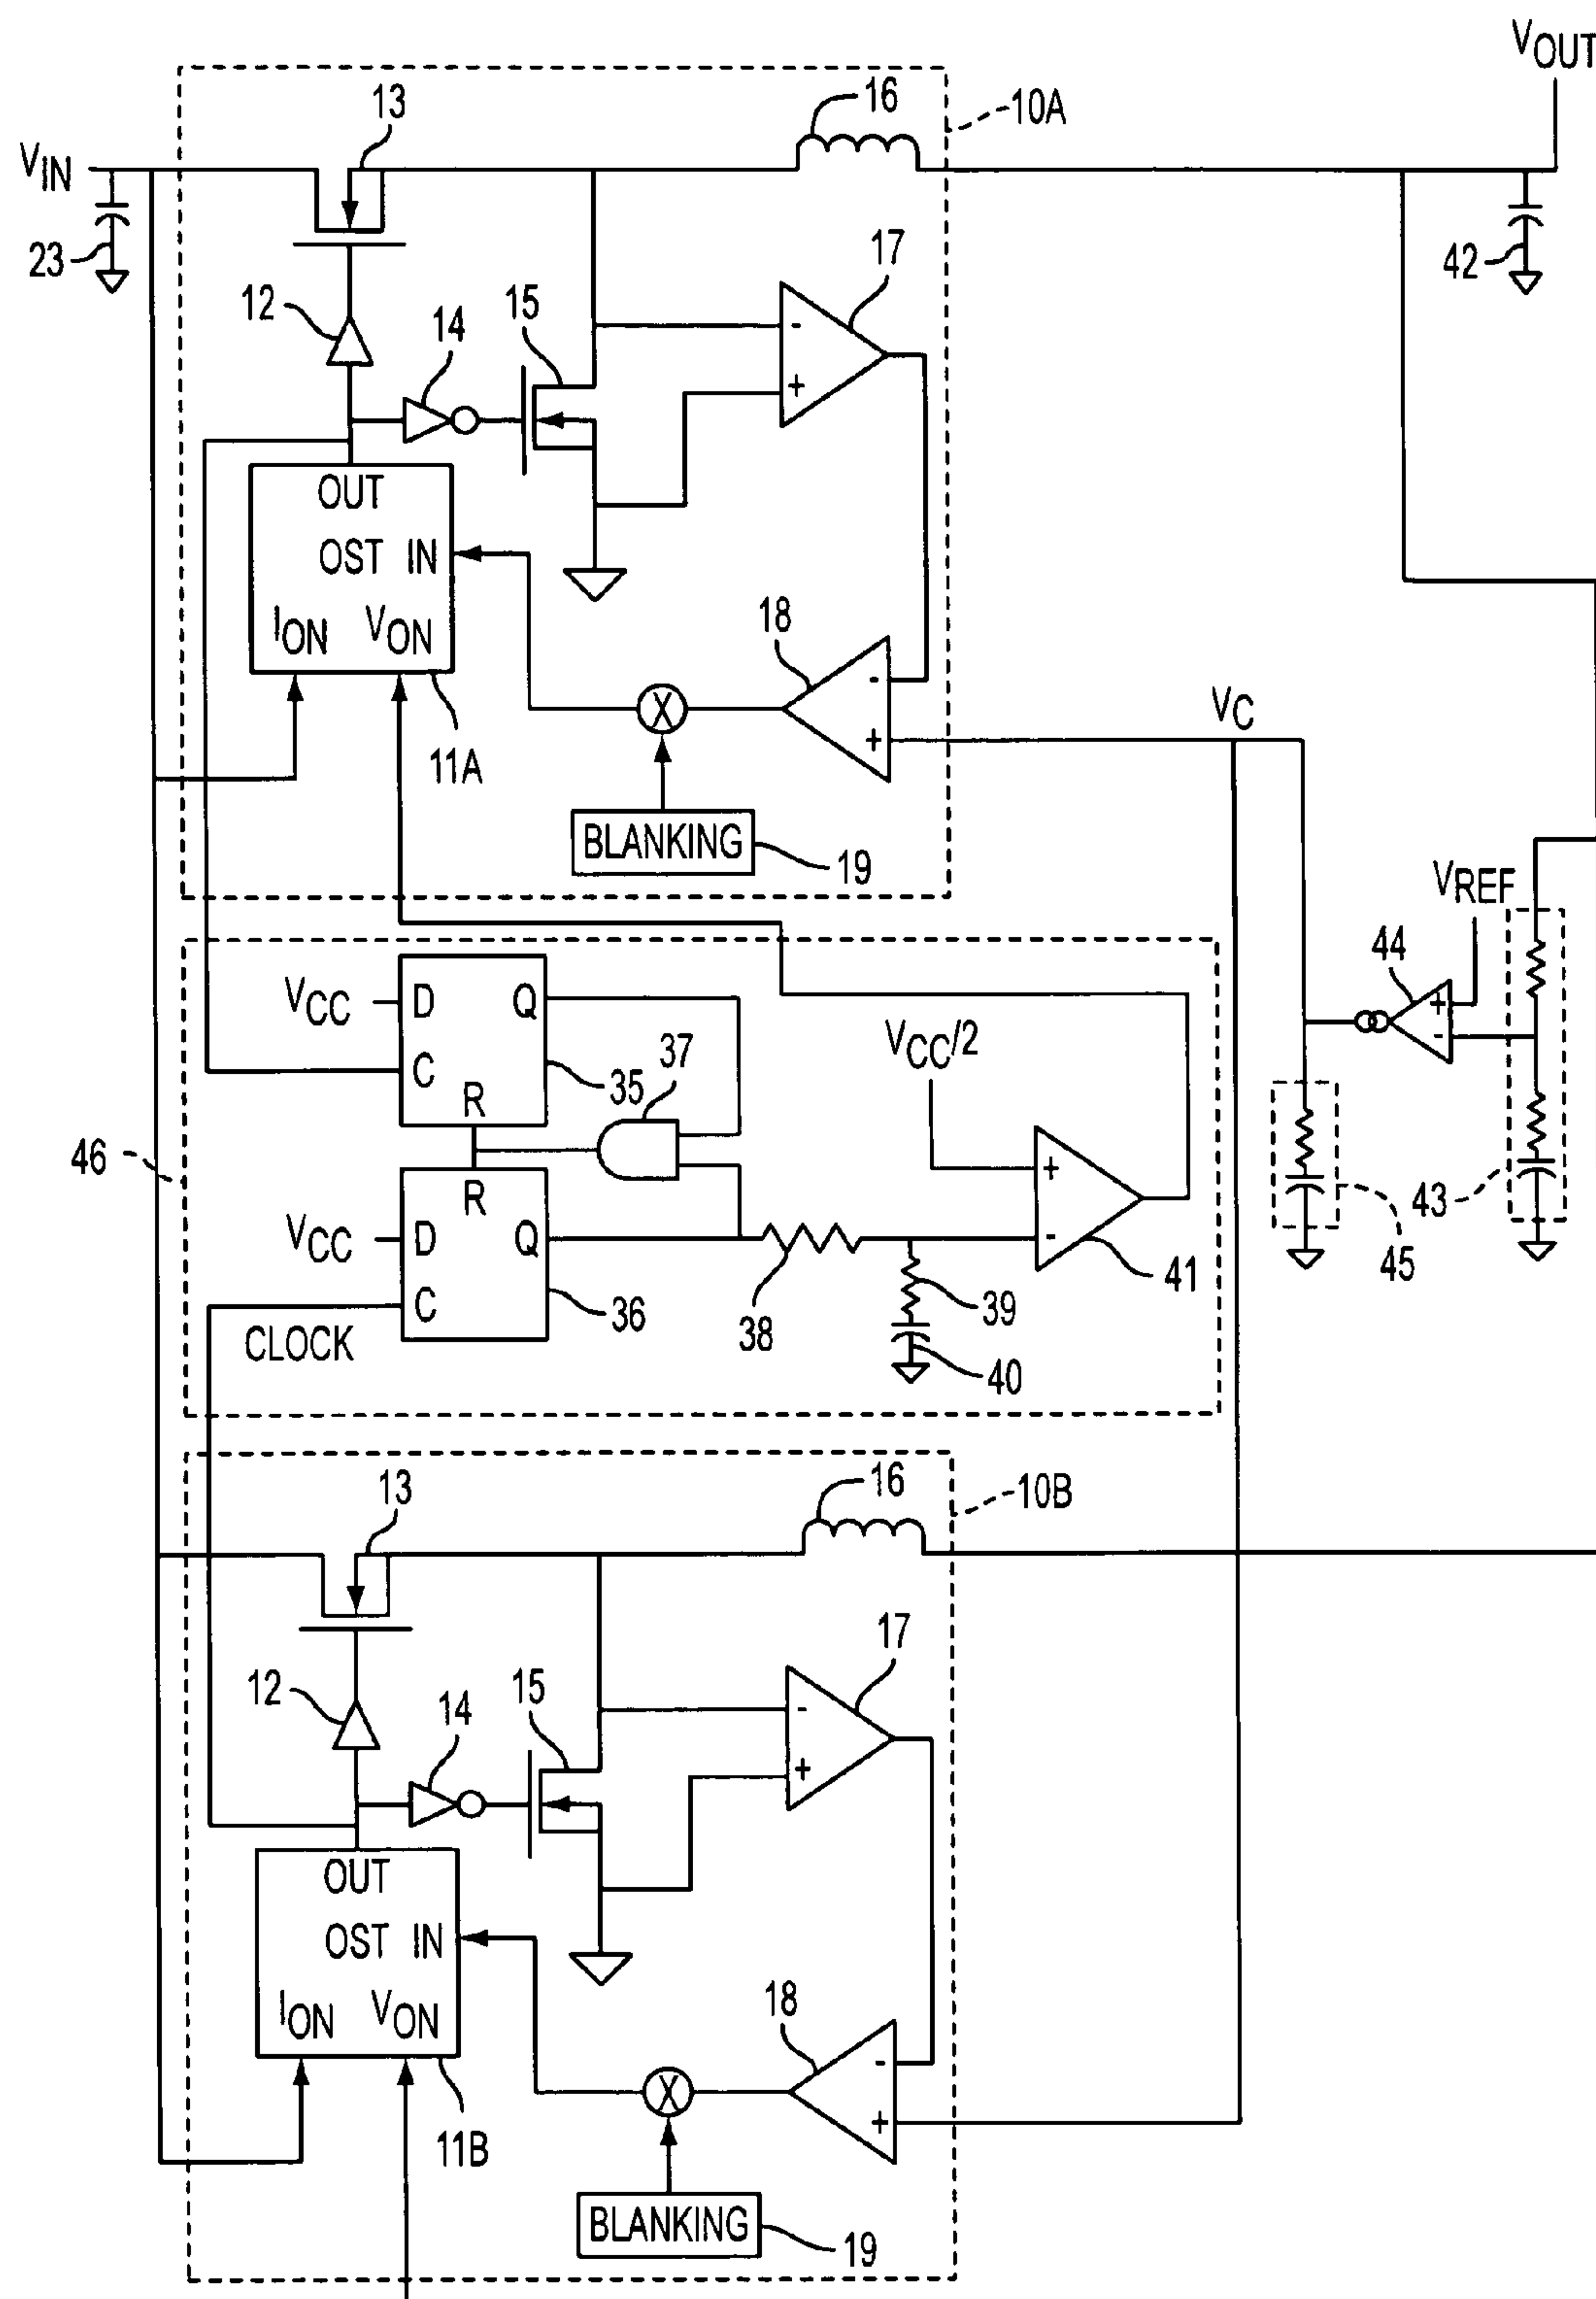 VOUT
13
16
10A
VIN
23
42
17
12
14
15
-
+
OUT
OST IN
ION VON
18
-
+
VC
11A
BLANKING
19
VREF
44
+
-
VCC
D
Q
C
R
35
37
VCC/2
46
+
-
41
R
VCC
D
Q
C
36
38
39
40
CLOCK
43
45
13
16
10B
17
12
14
15
-
+
OUT
OST IN
ION VON
18
-
+
11B
BLANKING
19
X
X